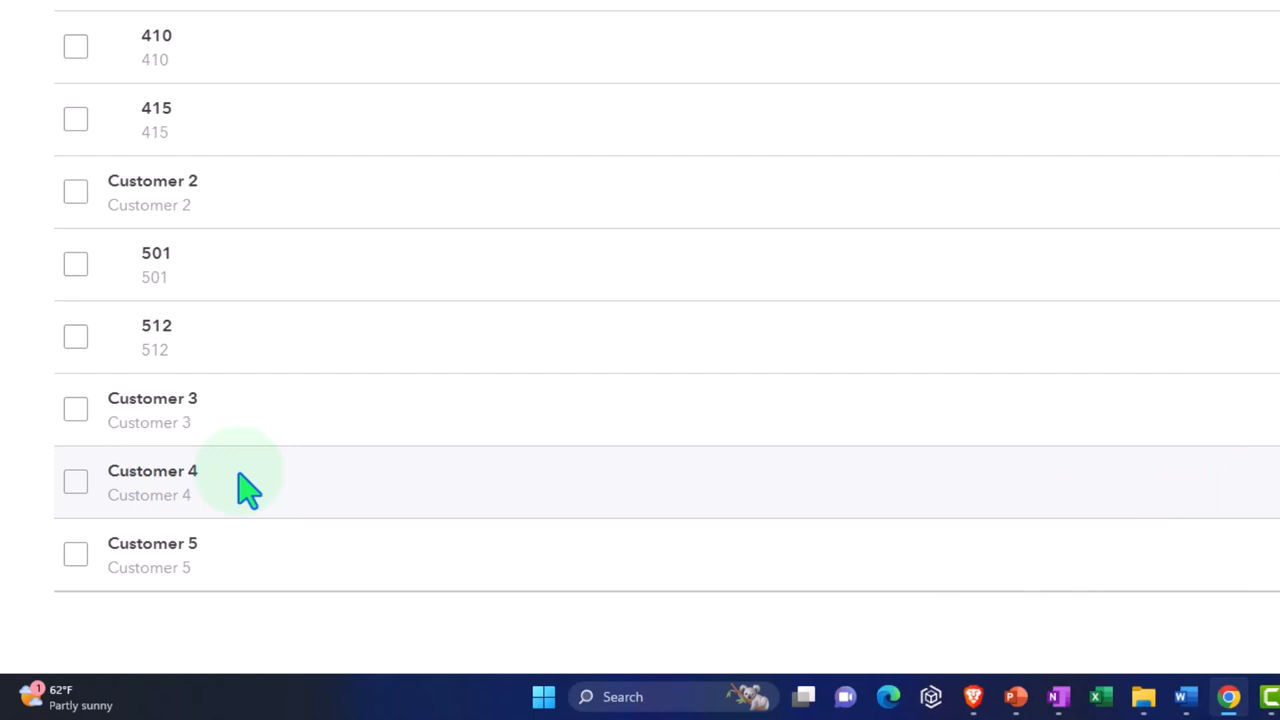 410
410
415
415
Customer 2
Customer 2
501
501
512
512
Customer 3
Customer 3
Customer 4
Customer 4
Customer 5
Customer 5
1
62°F
Partly sunny
Search